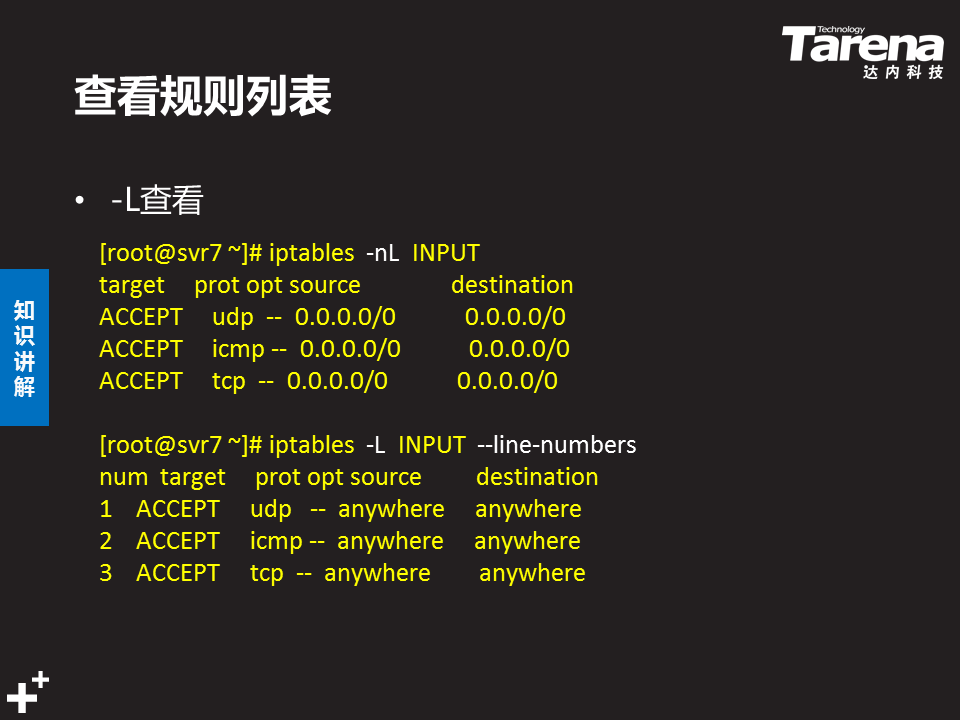 Technology
Tarena
达内科技
查看规则列表
• -L查看
[root@svr7 ~]# iptables -nL INPUT
target prot opt source destination
ACCEPT udp -- 0.0.0.0/0 0.0.0.0/0
ACCEPT icmp -- 0.0.0.0/0 0.0.0.0/0
ACCEPT tcp -- 0.0.0.0/0 0.0.0.0/0
[root@svr7 ~]# iptables -L INPUT --line-numbers
num target prot opt source destination
1 ACCEPT udp -- anywhere anywhere
2 ACCEPT icmp -- anywhere anywhere
3 ACCEPT tcp -- anywhere anywhere
知识讲解